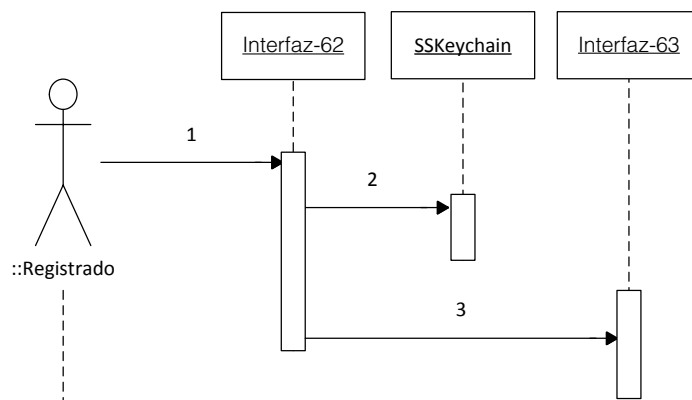 Interfaz-62
SSKeychain
Interfaz-63
1
2
::Registrado
3